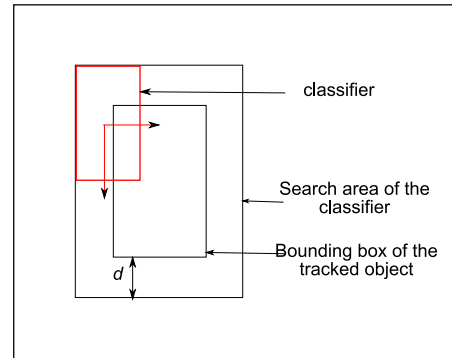 classifier
Search area of the
classifier
Bounding box of the
tracked object
d